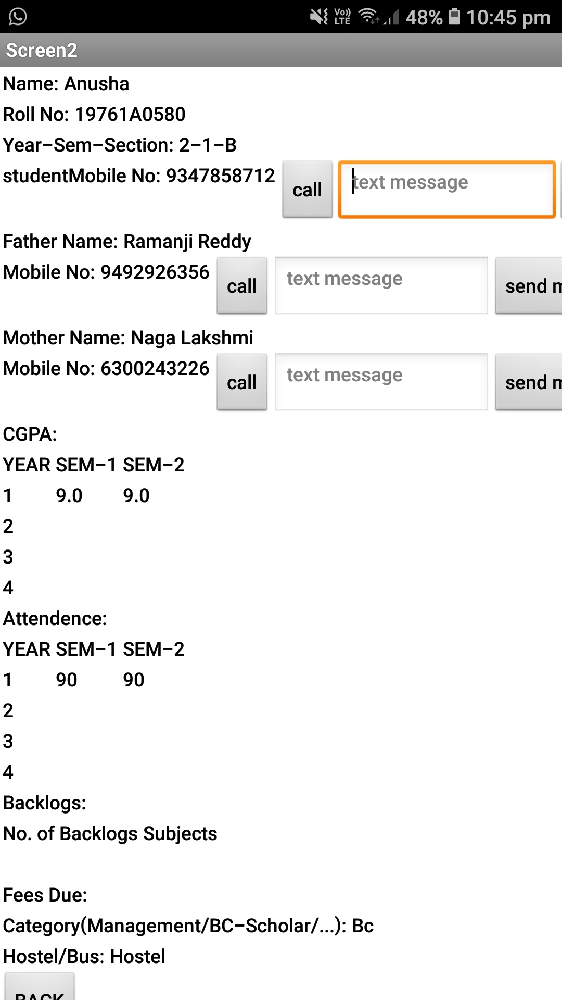 Vo)) LTE 48% 10:45 pm
Screen2
Name: Anusha
Roll No: 19761A0580
Year–Sem–Section: 2–1–B
studentMobile No: 9347858712 call text message
Father Name: Ramanji Reddy
Mobile No: 9492926356 call text message send
Mother Name: Naga Lakshmi
Mobile No: 6300243226 call text message send
CGPA:
YEAR SEM–1 SEM–2
1 9.0 9.0
2
3
4
Attendence:
YEAR SEM–1 SEM–2
1 90 90
2
3
4
Backlogs:
No. of Backlogs Subjects
Fees Due:
Category(Management/BC–Scholar/...): Bc
Hostel/Bus: Hostel
BACK